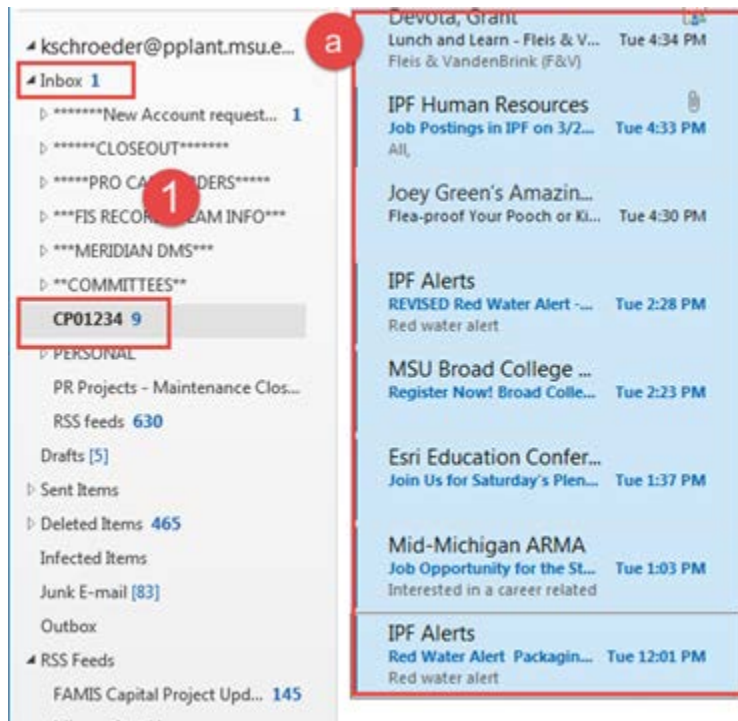 kschroeder@pplant.msu.e...
Inbox 1
*******New Account request... 1
******CLOSEOUT*******
*****PRO CA DERS*****
1
***FIS RECOR AM INFO***
***MERIDIAN DMS***
**COMMITTEES**
CP01234 9
PERSONAL
PR Projects - Maintenance Clos...
RSS feeds 630
Drafts [5]
Sent Items
Deleted Items 465
Infected Items
Junk E-mail [83]
Outbox
RSS Feeds
FAMIS Capital Project Upd... 145
a
Devota, Grant
Lunch and Learn - Fleis & V... Tue 4:34 PM
Fleis & VandenBrink (F&V)
IPF Human Resources
Job Postings in IPF on 3/2... Tue 4:33 PM
All,
Joey Green's Amazin...
Flea-proof Your Pooch or Ki... Tue 4:30 PM
IPF Alerts
REVISED Red Water Alert -... Tue 2:28 PM
Red water alert
MSU Broad College ...
Register Now! Broad Colle... Tue 2:23 PM
Esri Education Confer...
Join Us for Saturday's Plen... Tue 1:37 PM
Mid-Michigan ARMA
Job Opportunity for the St... Tue 1:03 PM
Interested in a career related
IPF Alerts
Red Water Alert Packagin... Tue 12:01 PM
Red water alert